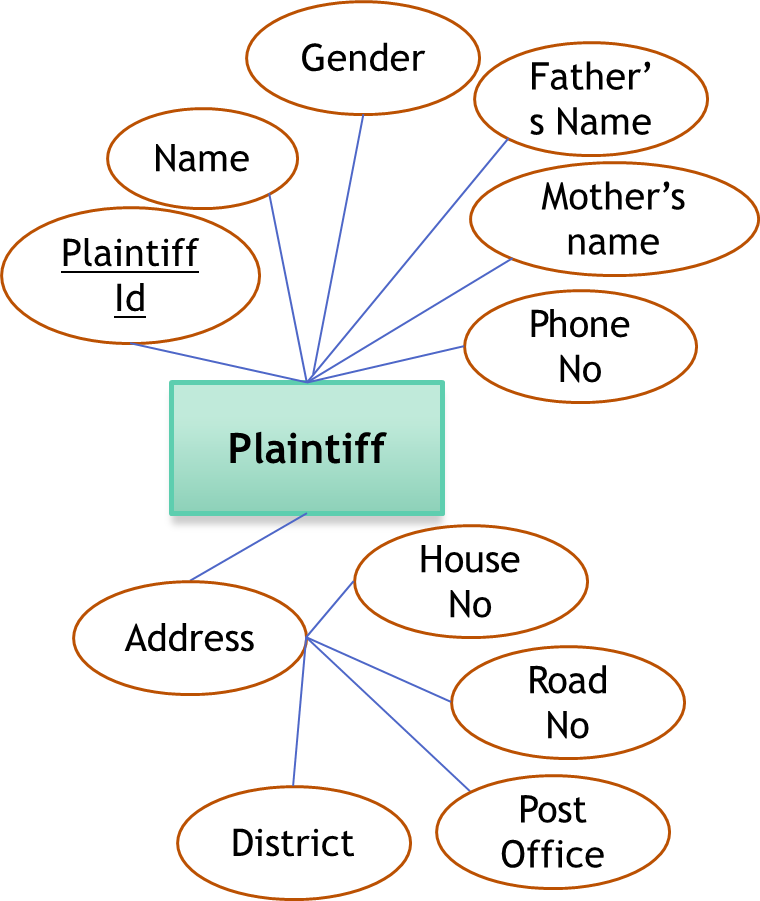 Gender
Father’
s Name
Name
Mother’s
name
Plaintiff
Id
Phone
No
Plaintiff
House
No
Address
Road
No
Post
Office
District